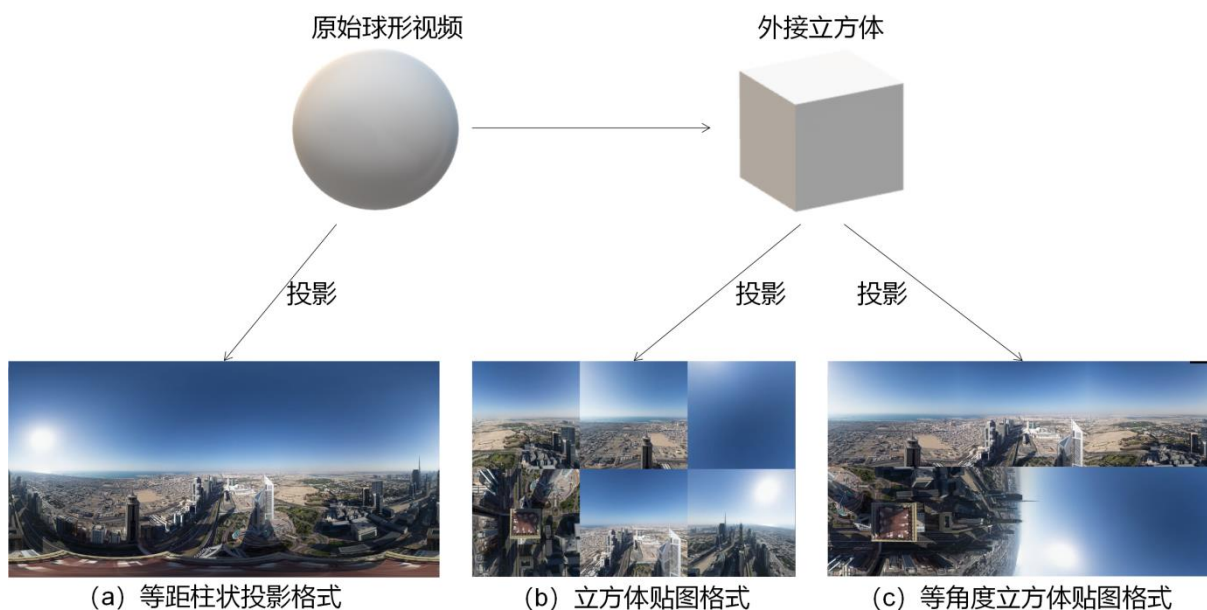 原始球形视频
外接立方体
投影
投影
投影
（a）等距柱状投影格式
（b）立方体贴图格式
（c）等角度立方体贴图格式